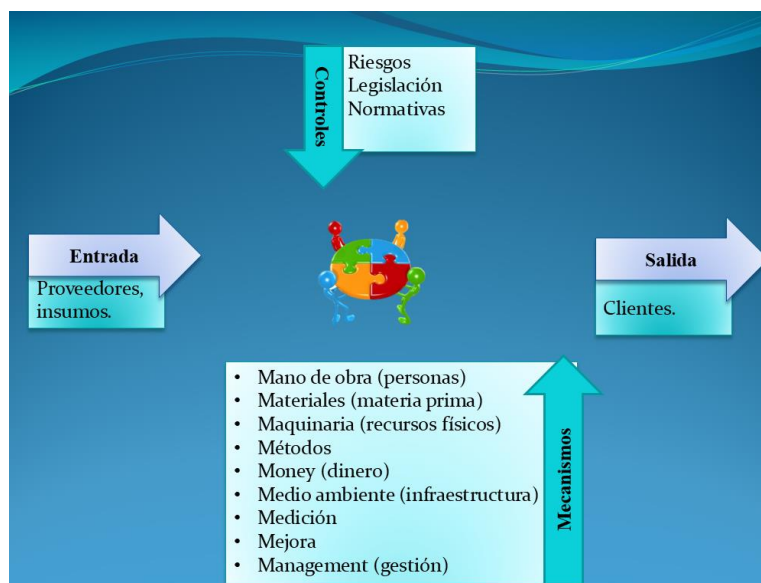 Controles
Riesgos
Legislación
Normativas
Entrada
Proveedores,
insumos.
Salida
Clientes.
• Mano de obra (personas)
• Materiales (materia prima)
• Maquinaria (recursos físicos)
• Métodos
• Money (dinero)
• Medio ambiente (infraestructura)
• Medición
• Mejora
• Management (gestión)
Mecanismos